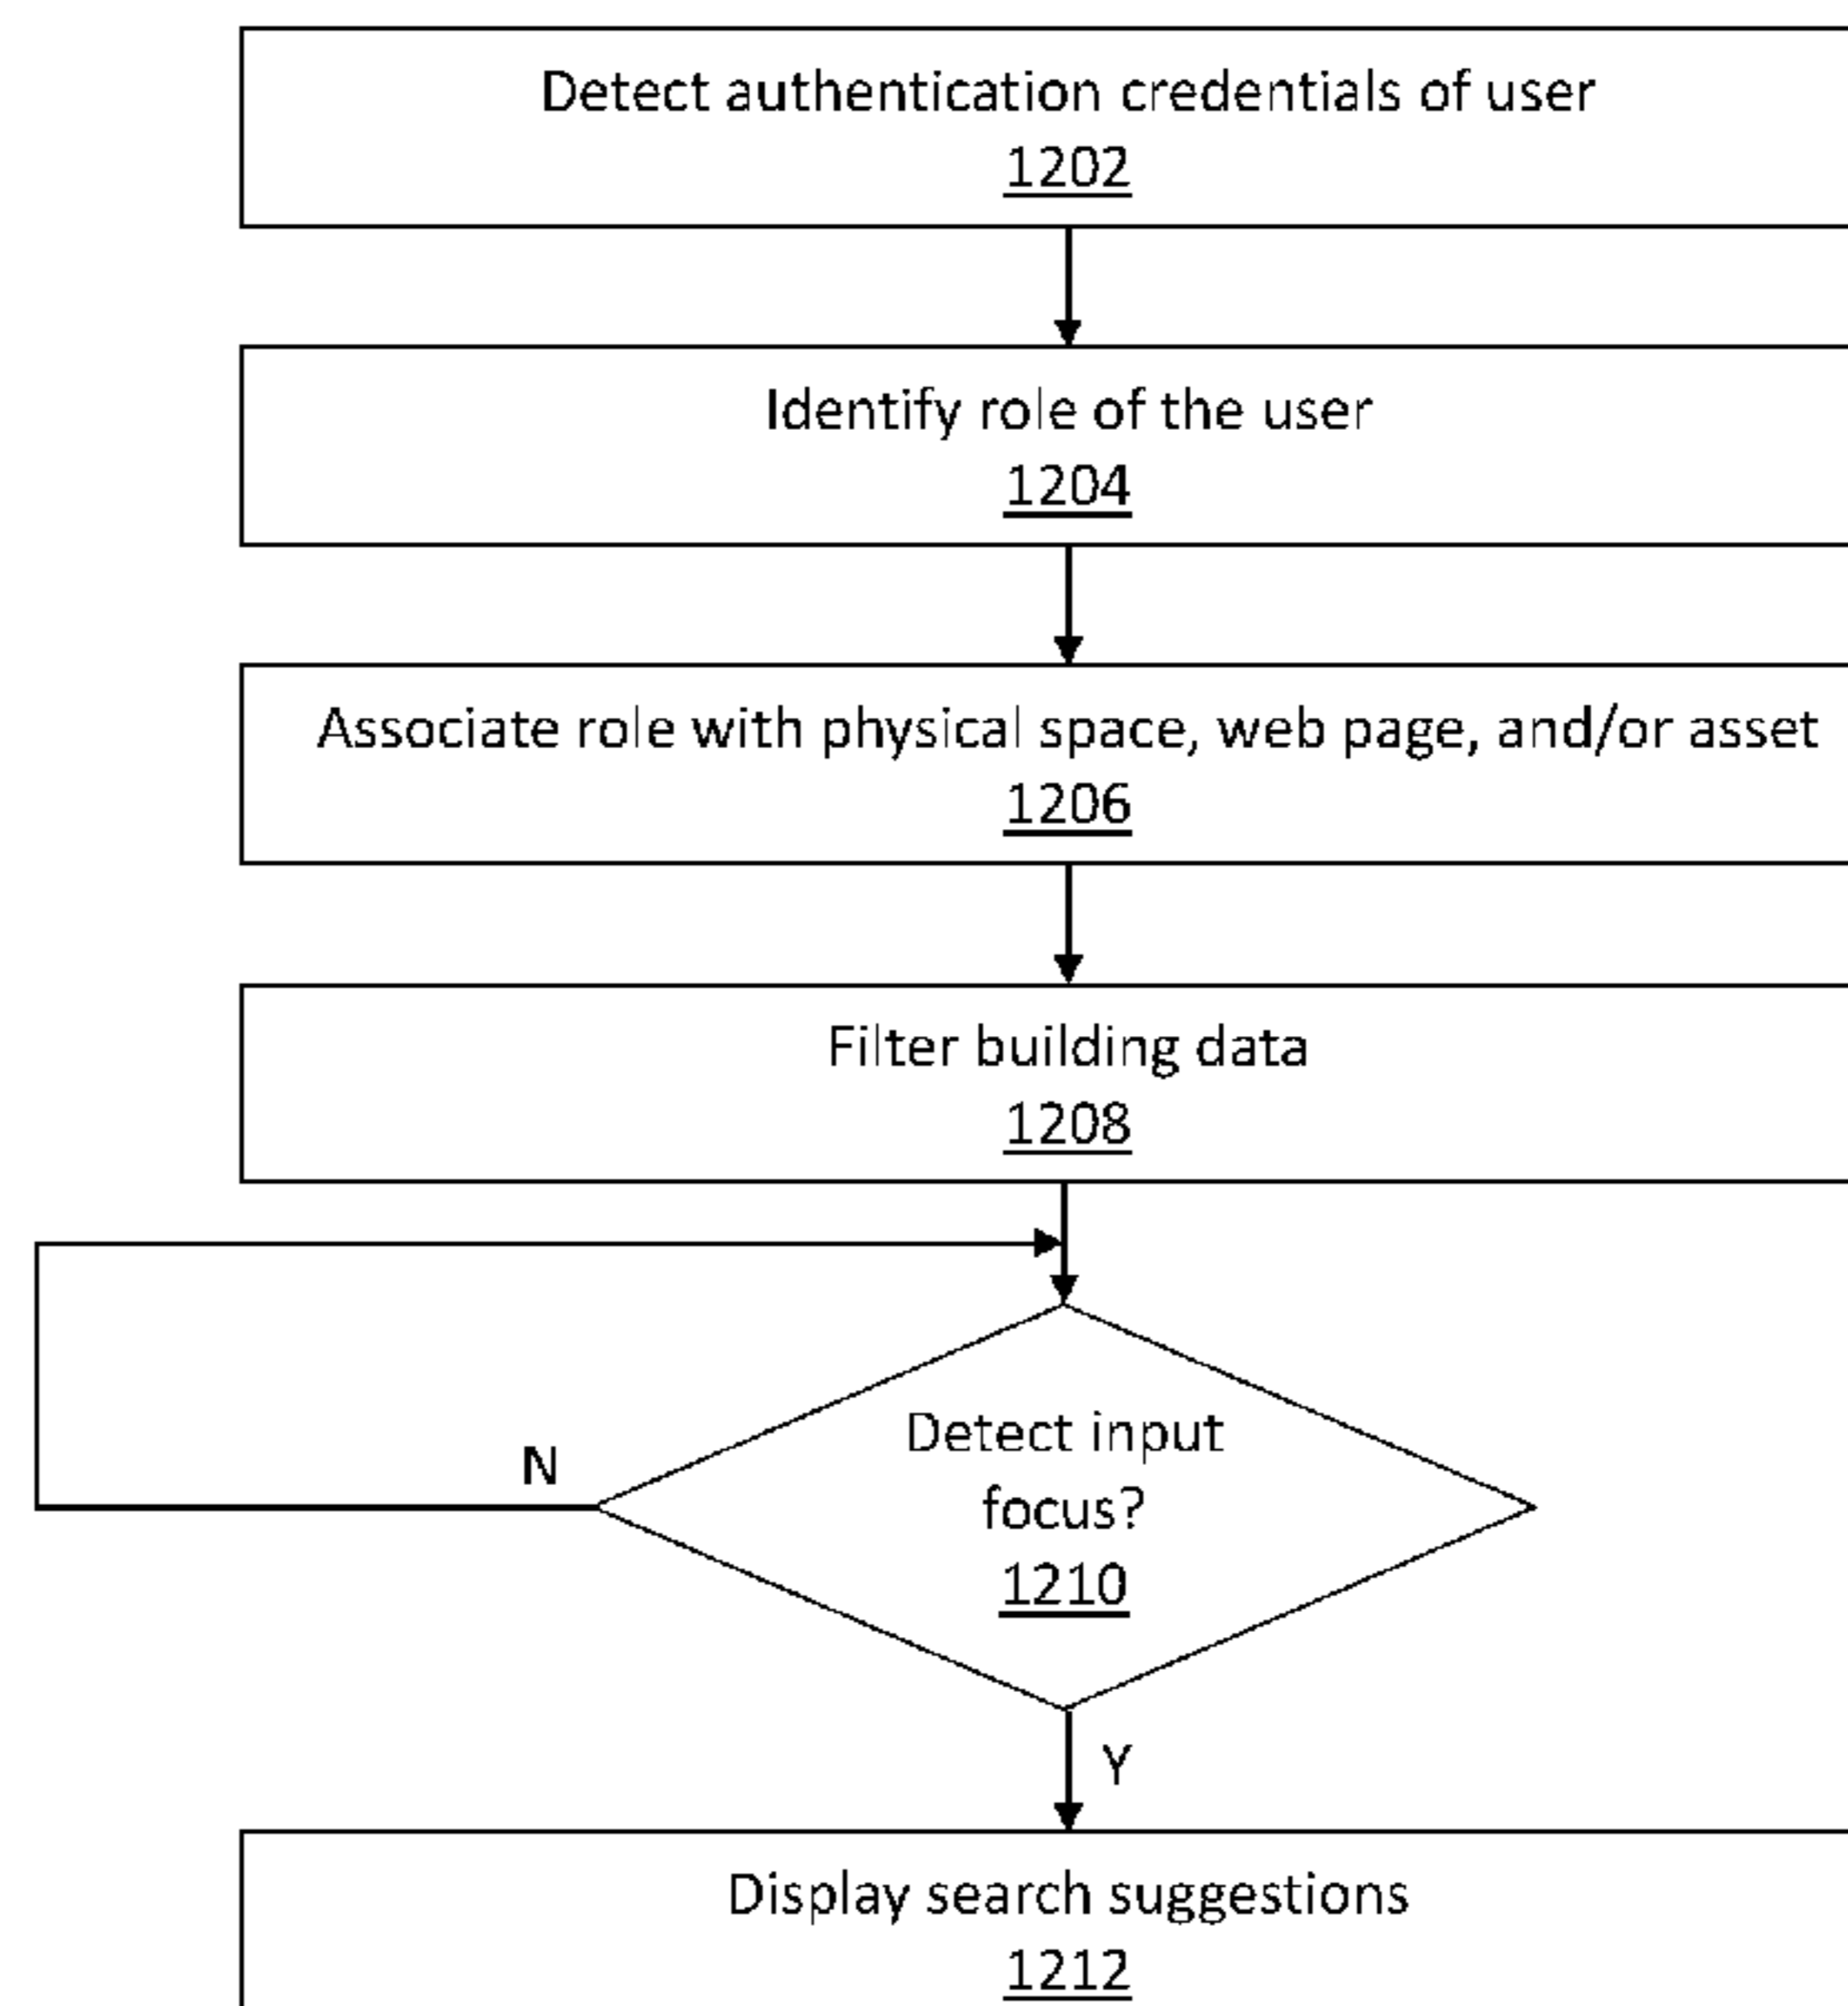 Detect authentication credentials of user
1202
Identify role of the user
1204
Associate role with physical space, web page, and/or asset
1206
Filter building data
1208
Detect input
focus?
1210
N
Y
Display search suggestions
1212